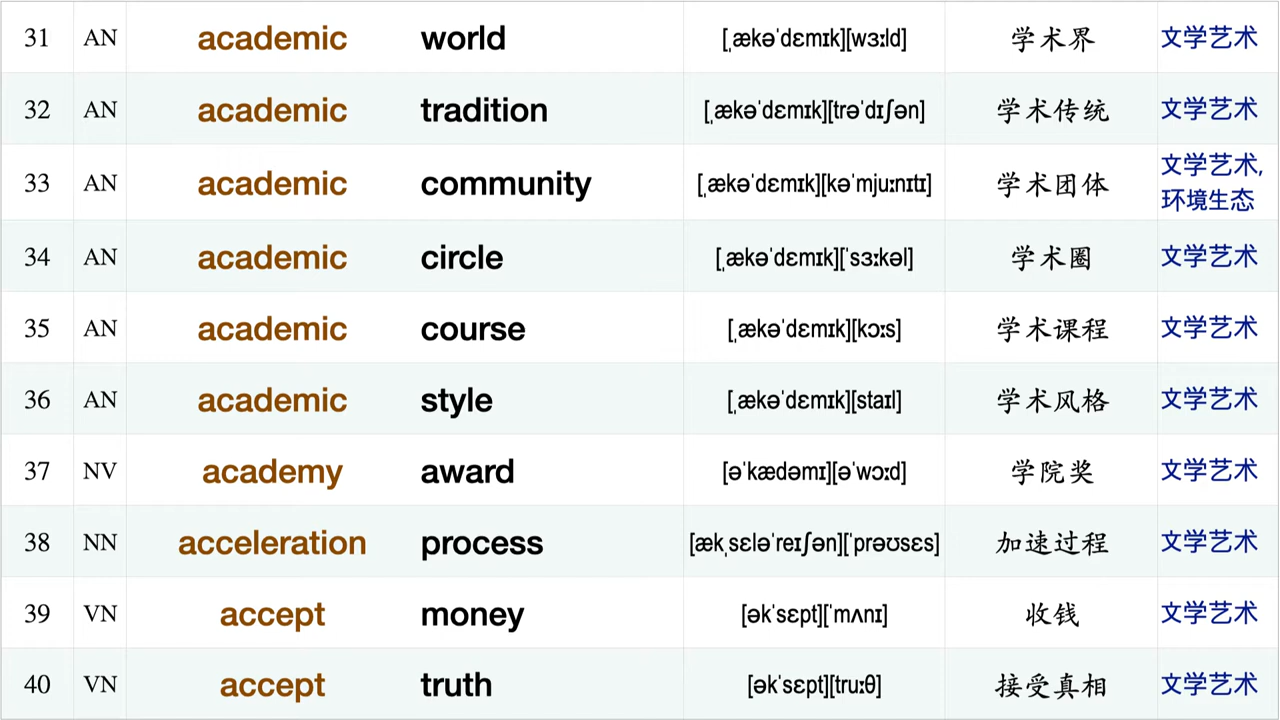 31 AN academic world [ˌækəˈdɛmɪk][wɜːld] 学术界 文学艺术
32 AN academic tradition [ˌækəˈdɛmɪk][trəˈdɪʃən] 学术传统 文学艺术
33 AN academic community [ˌækəˈdɛmɪk][kəˈmjuːnɪtɪ] 学术团体 文学艺术,
环境生态
34 AN academic circle [ˌækəˈdɛmɪk][ˈsɜːkəl] 学术圈 文学艺术
35 AN academic course [ˌækəˈdɛmɪk][kɔːs] 学术课程 文学艺术
36 AN academic style [ˌækəˈdɛmɪk][staɪl] 学术风格 文学艺术
37 NV academy award [əˈkædəmɪ][əˈwɔːd] 学院奖 文学艺术
38 NN acceleration process [ækˌsɛləˈreɪʃən][ˈprəʊsɛs] 加速过程 文学艺术
39 VN accept money [əkˈsɛpt][ˈmʌnɪ] 收钱 文学艺术
40 VN accept truth [əkˈsɛpt][truːθ] 接受真相 文学艺术